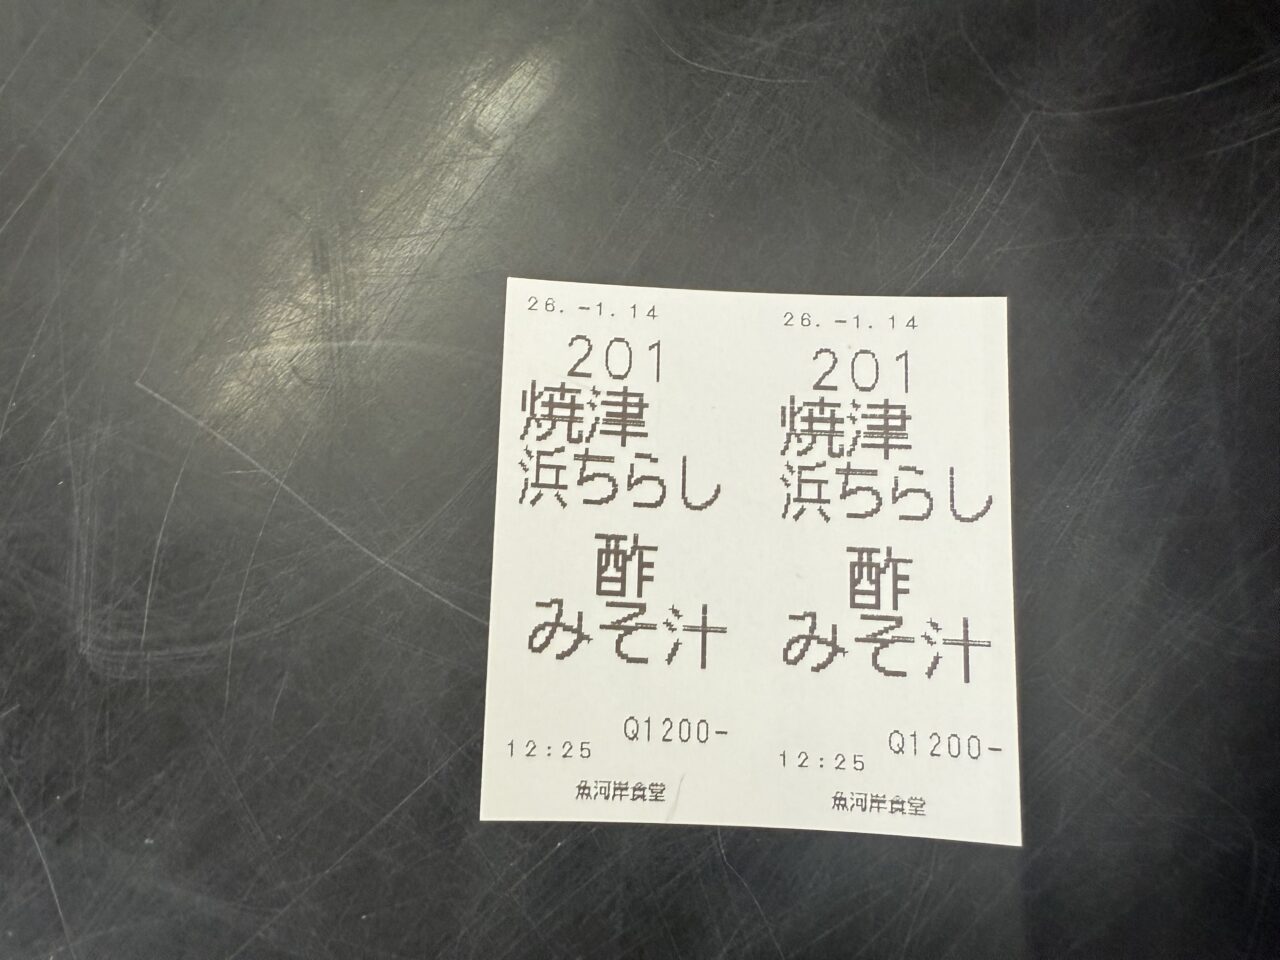 26.-1.14
201
焼津
浜ちらし
酢
みそ汁
Q1200-
12:25
魚河岸食堂
26.-1.14
201
焼津
浜ちらし
酢
みそ汁
Q1200-
12:25
魚河岸食堂